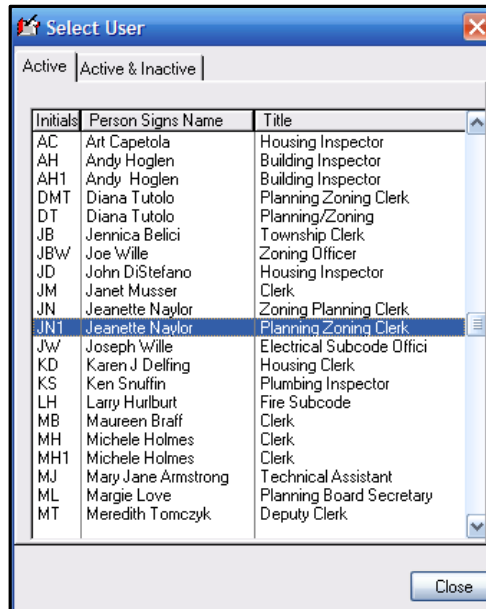 Select User
Active Active & Inactive
Initials Person Signs Name Title
AC Art Capetola Housing Inspector
AH Andy Hoglen Building Inspector
AH1 Andy Hoglen Building Inspector
DMT Diana Tutolo Planning Zoning Clerk
DT Diana Tutolo Planning/Zoning
JB Jennica Belici Township Clerk
JBW Joe Wille Zoning Officer
JD John DiStefano Housing Inspector
JM Janet Musser Clerk
JN Jeanette Naylor Zoning Planning Clerk
JN1 Jeanette Naylor Planning Zoning Clerk
JW Joseph Wille Electrical Subcode Offici
KD Karen J Delfing Housing Clerk
KS Ken Snuffin Plumbing Inspector
LH Larry Hurlburt Fire Subcode
MB Maureen Braff Clerk
MH Michele Holmes Clerk
MH1 Michele Holmes Clerk
MJ Mary Jane Armstrong Technical Assistant
ML Margie Love Planning Board Secretary
MT Meredith Tomczyk Deputy Clerk
Close